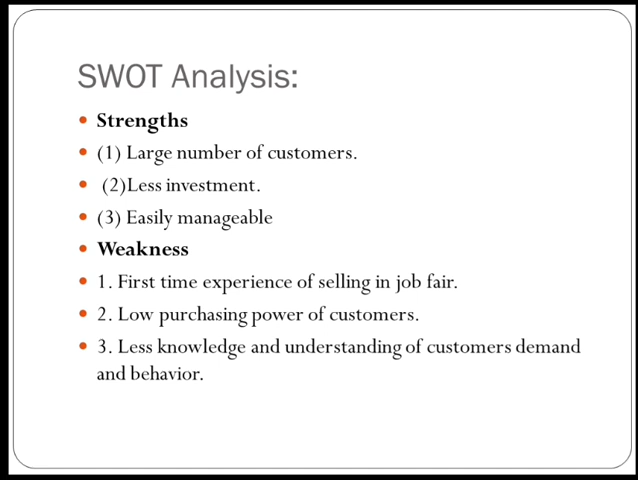 SWOT Analysis:
• Strengths
• (1) Large number of customers.
• (2)Less investment.
• (3) Easily manageable
• Weakness
• 1. First time experience of selling in job fair.
• 2. Low purchasing power of customers.
• 3. Less knowledge and understanding of customers demand
and behavior.